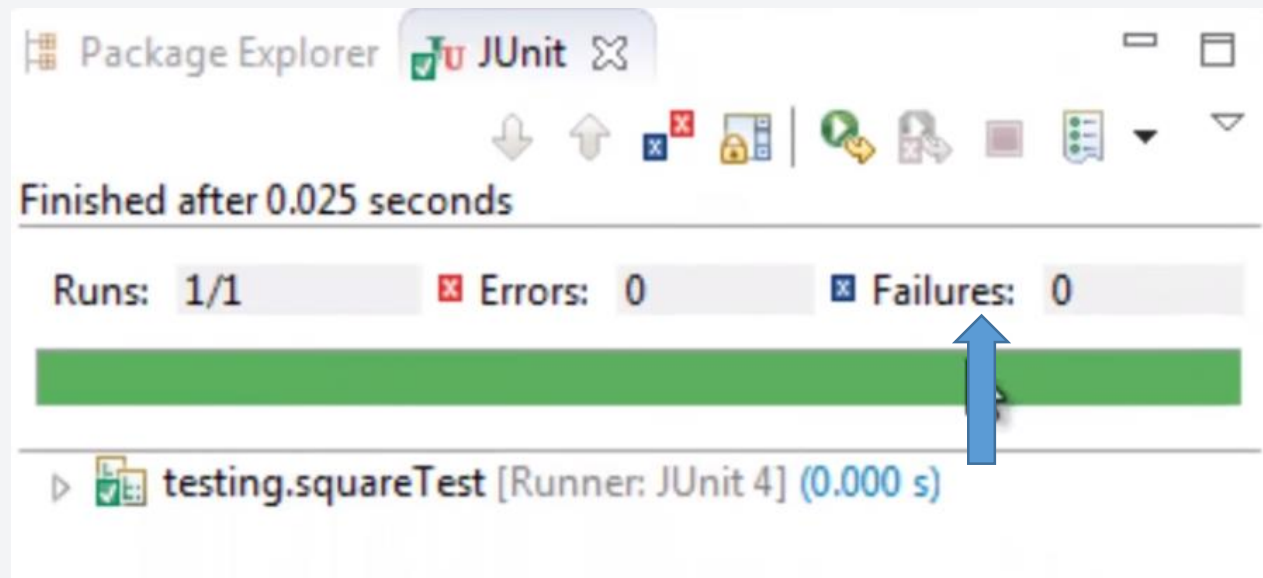 Package Explorer JUnit
Finished after 0.025 seconds
Runs: 1/1 Errors: 0 Failures: 0
testing.squareTest [Runner: JUnit 4] (0.000 s)